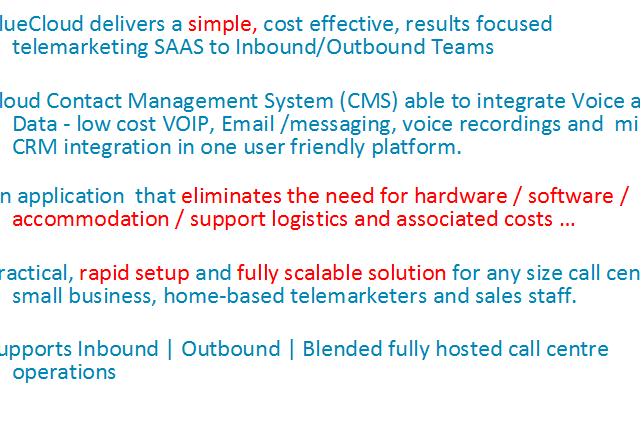 lueCloud delivers a simple, cost effective, results focused
telemarketing SAAS to Inbound/Outbound Teams
loud Contact Management System (CMS) able to integrate Voice a
Data - low cost VOIP, Email /messaging, voice recordings and mi
CRM integration in one user friendly platform.
n application that eliminates the need for hardware / software /
accommodation / support logistics and associated costs ...
ractical, rapid setup and fully scalable solution for any size call cen
small business, home-based telemarketers and sales staff.
upports Inbound | Outbound | Blended fully hosted call centre
operations